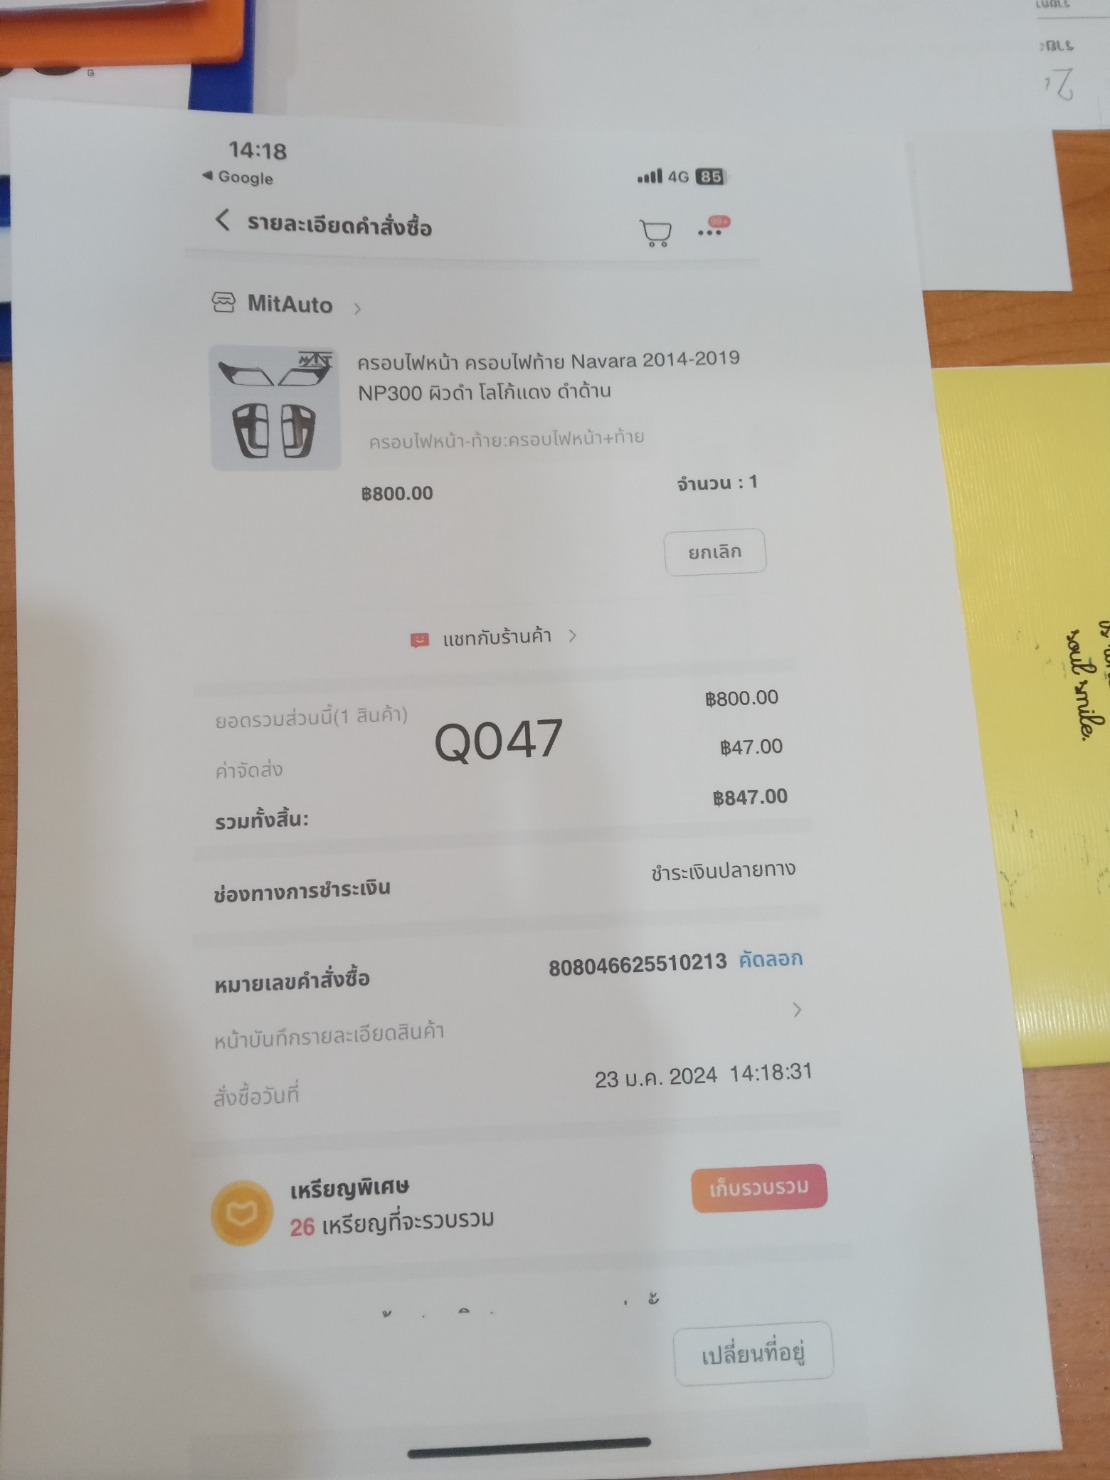 14:18
◀ Google
4G 85
รายละเอียดคำสั่งซื้อ
99+
MitAuto
ครอบไฟหน้า ครอบไฟท้าย Navara 2014-2019
NP300 ผิวดำ โลโก้แดง ดำด้าน
ครอบไฟหน้า-ท้าย:ครอบไฟหน้า+ท้าย
฿800.00
จำนวน : 1
ยกเลิก
แชทกับร้านค้า
ยอดรวมส่วนนี้(1 สินค้า)
฿800.00
Q047
ค่าจัดส่ง
฿47.00
รวมทั้งสิ้น:
฿847.00
ช่องทางการชำระเงิน
ชำระเงินปลายทาง
หมายเลขคำสั่งซื้อ
808046625510213 คัดลอก
หน้าบันทึกรายละเอียดสินค้า
สั่งซื้อวันที่
23 ม.ค. 2024 14:18:31
เหรียญพิเศษ
26 เหรียญที่จะรวบรวม
เก็บรวบรวม
เปลี่ยนที่อยู่
soul smile.